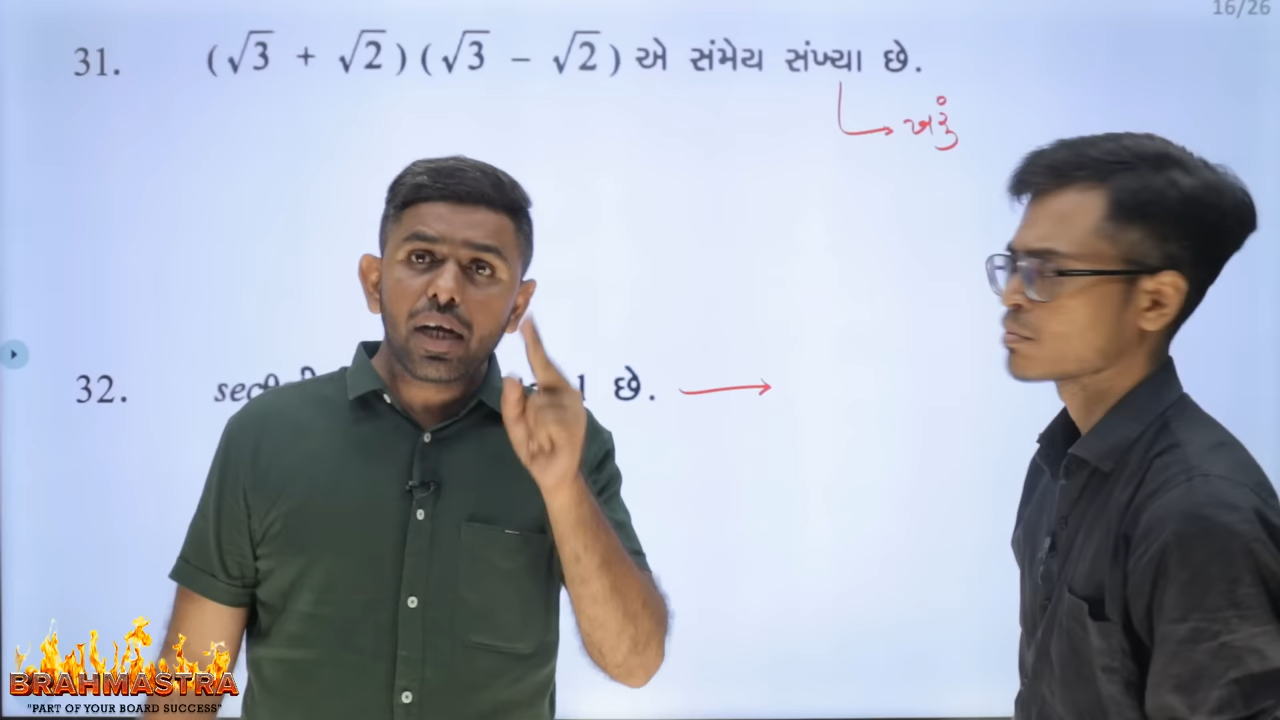 16/26
31. (√3 + √2)(√3 − √2) એ સંમેય સંખ્યા છે.
ખરું
32. sec 1 છે.
BRAHMASTRA
"PART OF YOUR BOARD SUCCESS"